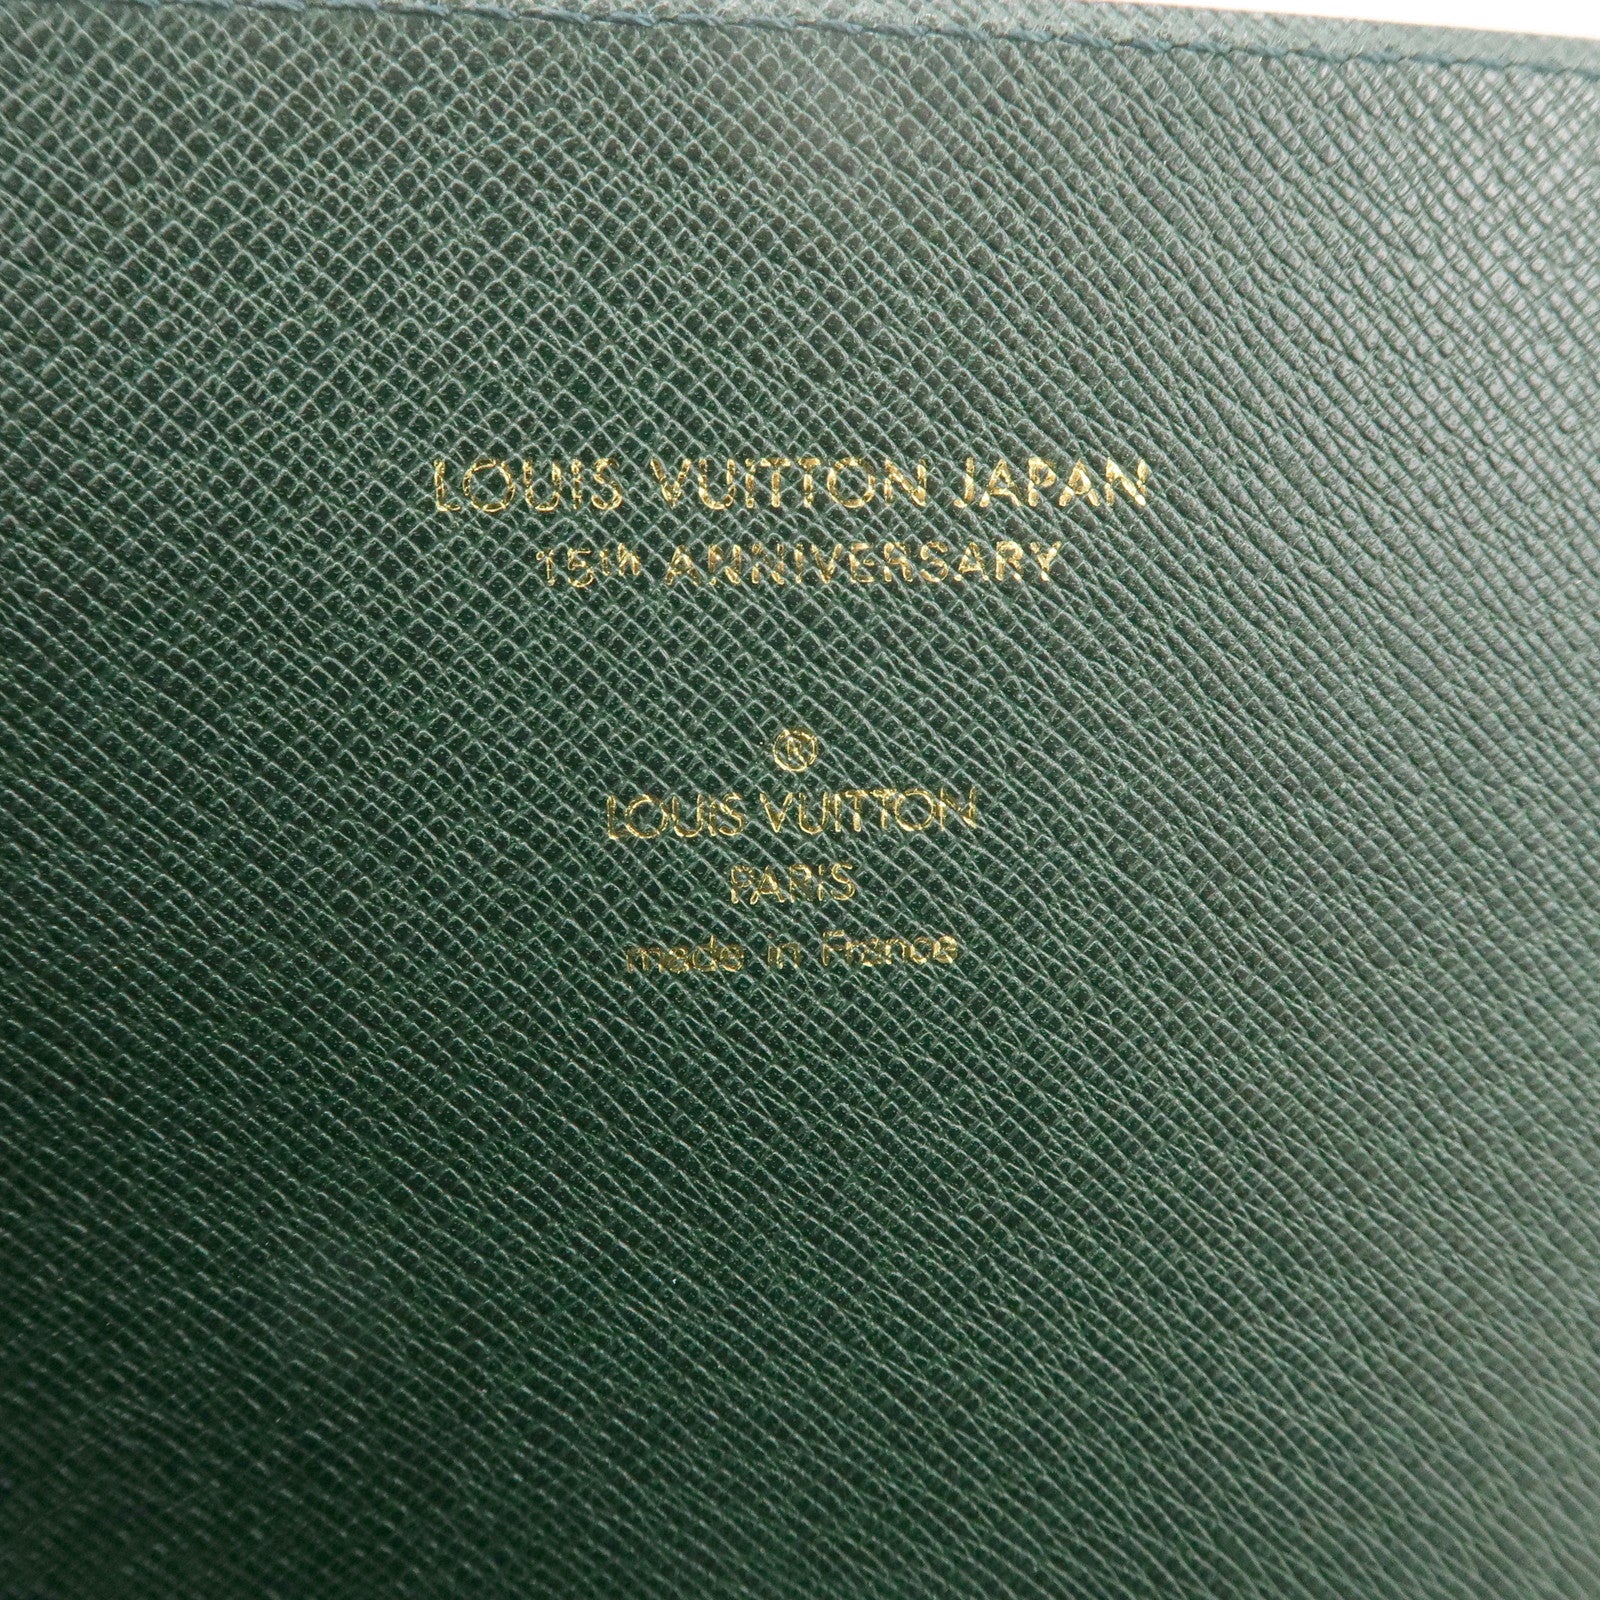 LOUIS VUITTON JAPAN
15th ANNIVERSARY
®
LOUIS VUITTON
PARIS
made in France